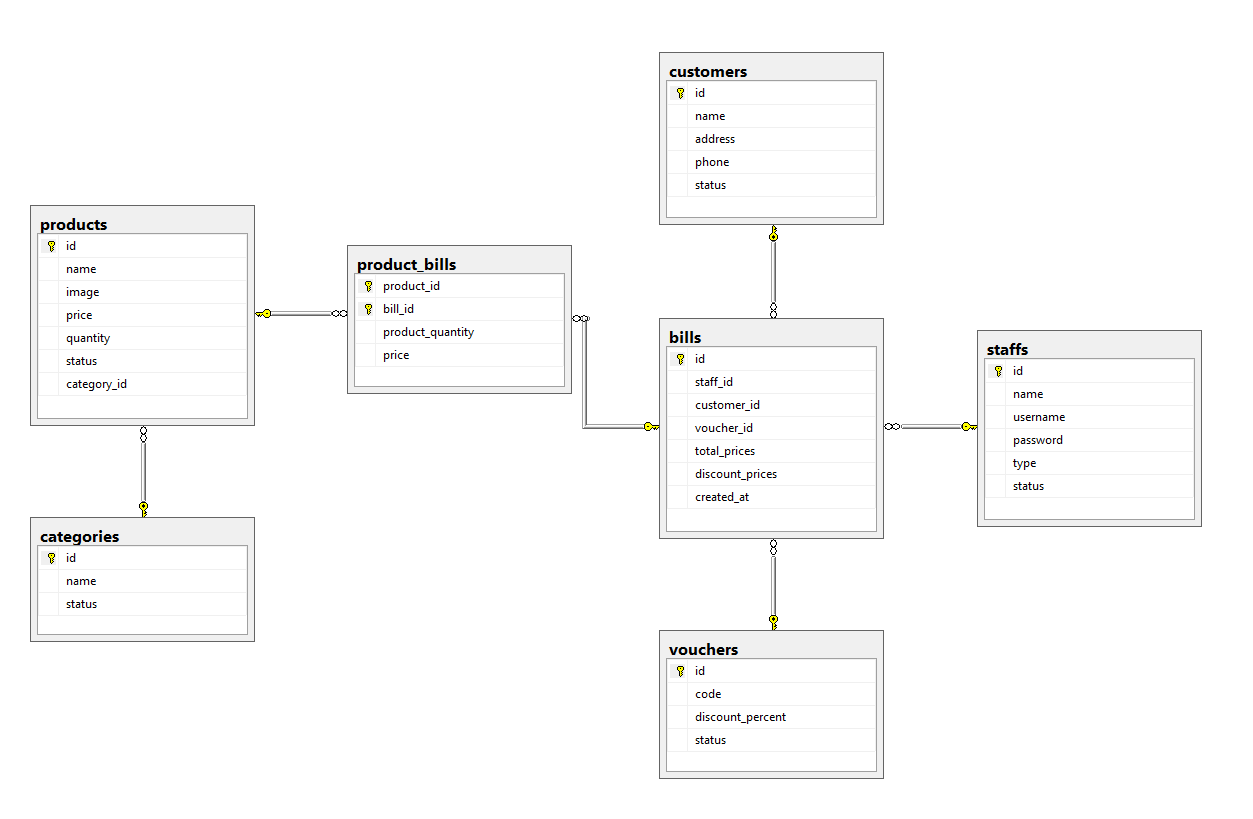 customers
id
name
address
phone
status
products
id
name
image
price
quantity
status
category_id
product_bills
product_id
bill_id
product_quantity
price
bills
id
staff_id
customer_id
voucher_id
total_prices
discount_prices
created_at
staffs
id
name
username
password
type
status
categories
id
name
status
vouchers
id
code
discount_percent
status